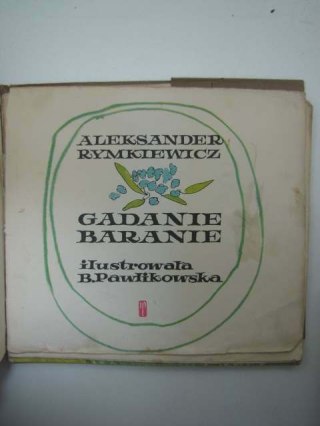 ALEKSANDER
RYMKIEWICZ
GADANIE
BARANIE
ilustrowała
B. Pawlikowska